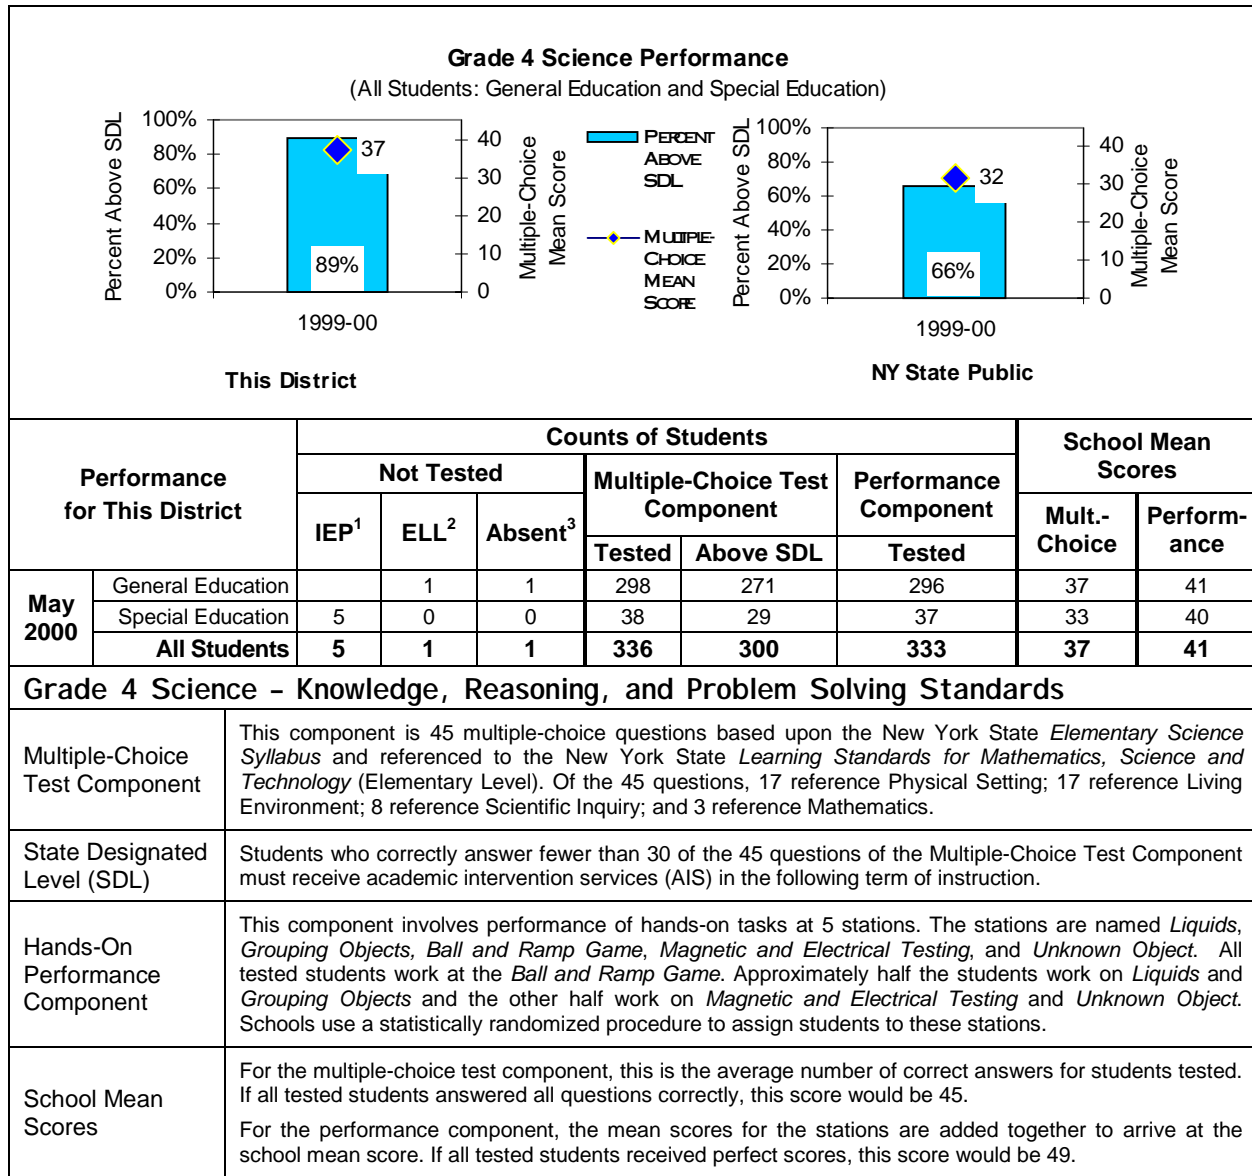 Grade 4 Science Performance
(All Students: General Education and Special Education)
Percent Above SDL
100%
80%
60%
40%
20%
0%
37
89%
40
30
20
10
0
Multiple-Choice
Mean Score
1999-00
This District
PERCENT
ABOVE
SDL
MULTIPLE-
CHOICE
MEAN
SCORE
Percent Above SDL
100%
80%
60%
40%
20%
0%
32
66%
40
30
20
10
0
Multiple-Choice
Mean Score
1999-00
NY State Public
Performance
for This District
Counts of Students
School Mean
Scores
Not Tested
Multiple-Choice Test
Component
Performance
Component
IEP1
ELL2
Absent3
Tested
Above SDL
Tested
Mult.-
Choice
Perform-
ance
May
2000
General Education 1 1 298 271 296 37 41
Special Education 5 0 0 38 29 37 33 40
All Students 5 1 1 336 300 333 37 41
Grade 4 Science – Knowledge, Reasoning, and Problem Solving Standards
Multiple-Choice
Test Component
This component is 45 multiple-choice questions based upon the New York State Elementary Science
Syllabus and referenced to the New York State Learning Standards for Mathematics, Science and
Technology (Elementary Level). Of the 45 questions, 17 reference Physical Setting; 17 reference Living
Environment; 8 reference Scientific Inquiry; and 3 reference Mathematics.
State Designated
Level (SDL)
Students who correctly answer fewer than 30 of the 45 questions of the Multiple-Choice Test Component
must receive academic intervention services (AIS) in the following term of instruction.
Hands-On
Performance
Component
This component involves performance of hands-on tasks at 5 stations. The stations are named Liquids,
Grouping Objects, Ball and Ramp Game, Magnetic and Electrical Testing, and Unknown Object. All
tested students work at the Ball and Ramp Game. Approximately half the students work on Liquids and
Grouping Objects and the other half work on Magnetic and Electrical Testing and Unknown Object.
Schools use a statistically randomized procedure to assign students to these stations.
School Mean
Scores
For the multiple-choice test component, this is the average number of correct answers for students tested.
If all tested students answered all questions correctly, this score would be 45.
For the performance component, the mean scores for the stations are added together to arrive at the
school mean score. If all tested students received perfect scores, this score would be 49.